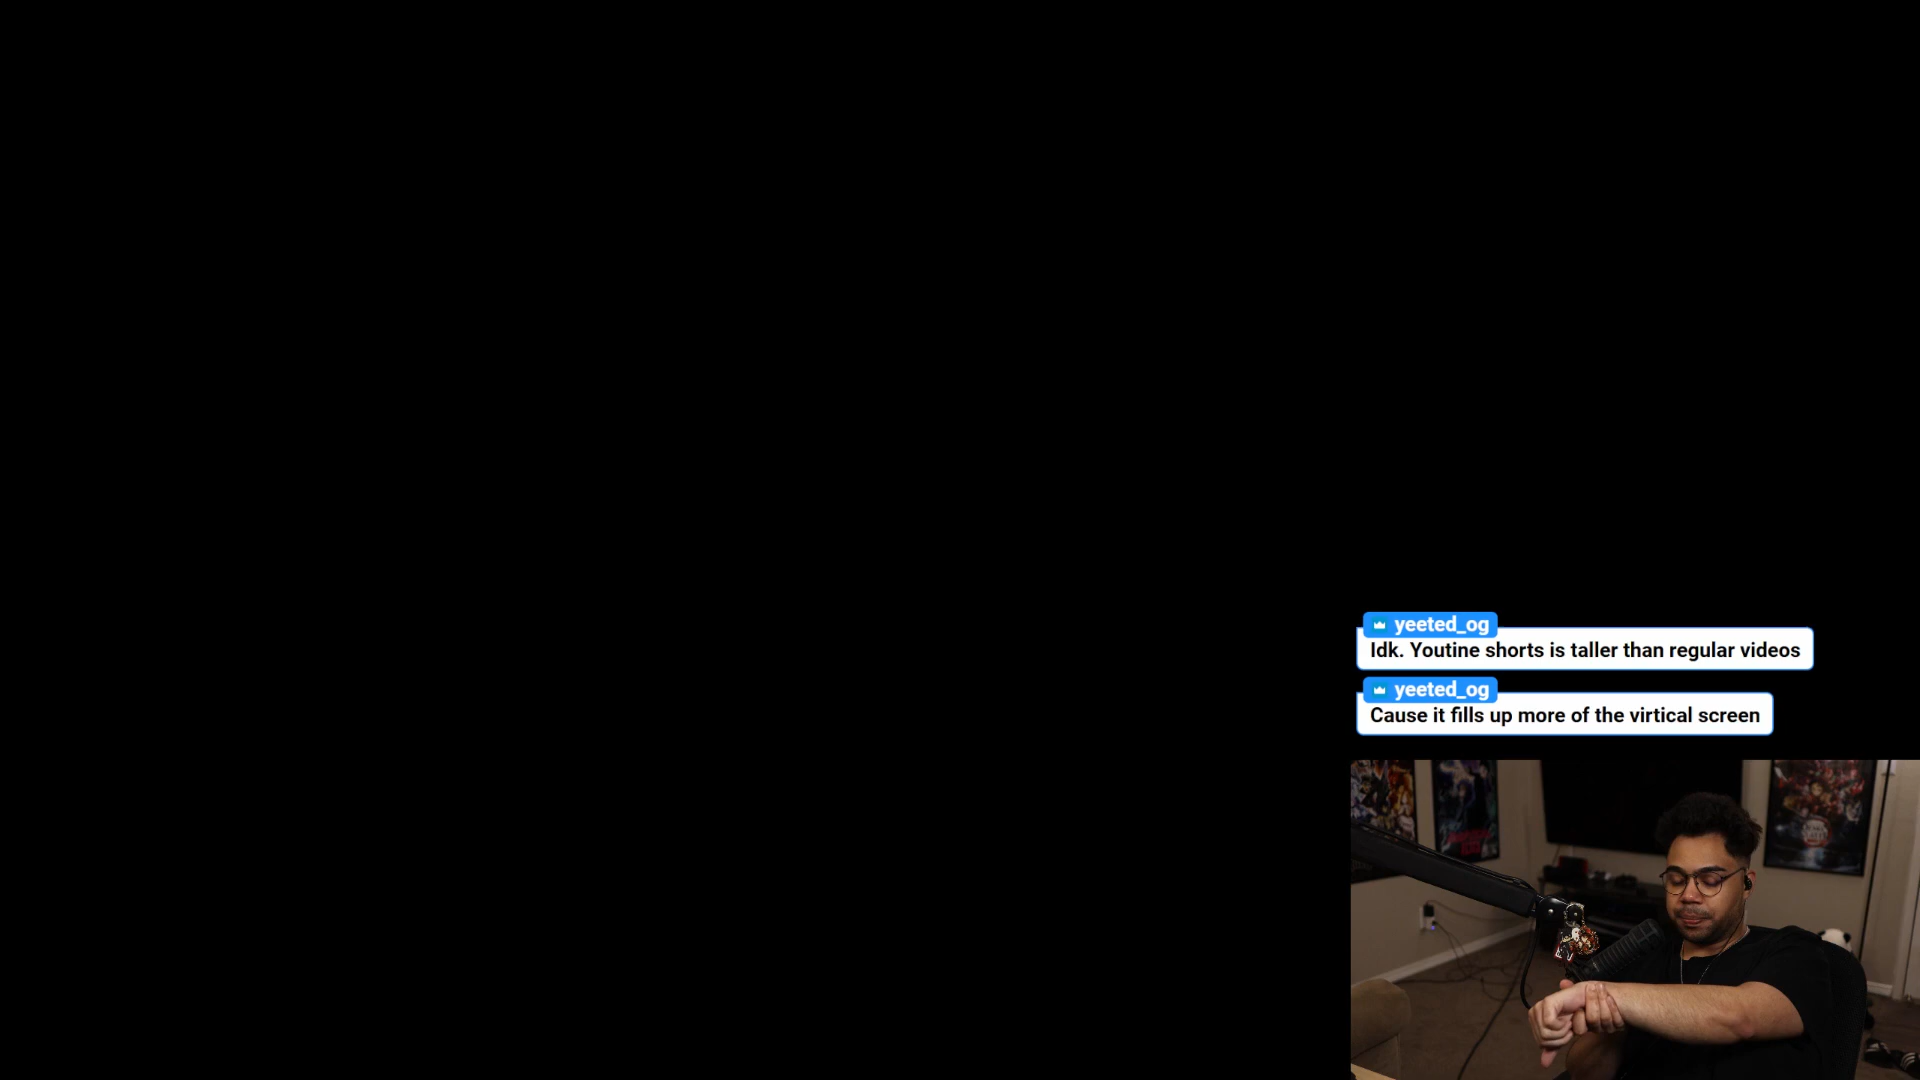 yeeted_og
Idk. Youtine shorts is taller than regular videos
yeeted_og
Cause it fills up more of the virtical screen